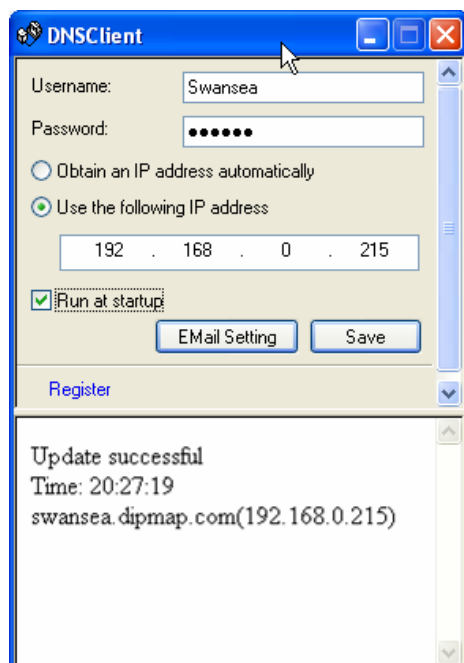 DNSClient
Username: Swansea
Password: ●●●●●●
Obtain an IP address automatically
Use the following IP address
192 . 168 . 0 . 215
Run at startup
EMail Setting Save
Register
Update successful
Time: 20:27:19
swansea.dipmap.com(192.168.0.215)